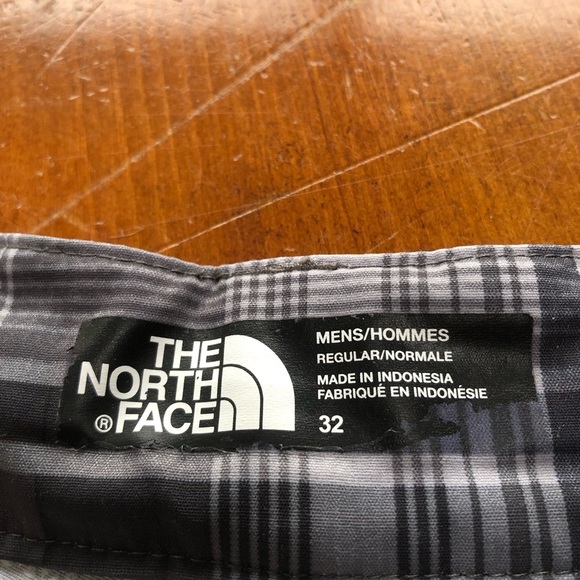 THE
NORTH
® FACE
MENS/HOMMES
REGULAR/NORMALE
MADE IN INDONESIA
FABRIQUÉ EN INDONÉSIE
32